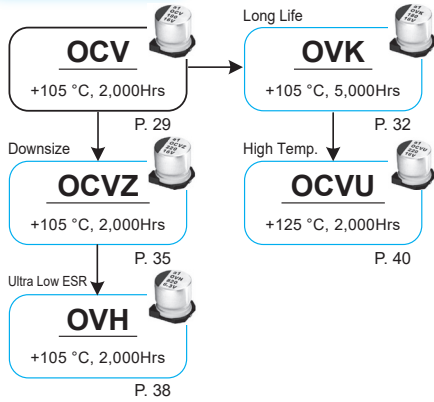 Long Life
OCV
+105 °C, 2,000Hrs
P. 29
OVK
+105 °C, 5,000Hrs
P. 32
Downsize
OCVZ
+105 °C, 2,000Hrs
P. 35
High Temp.
OCVU
+125 °C, 2,000Hrs
P. 40
Ultra Low ESR
OVH
+105 °C, 2,000Hrs
P. 38